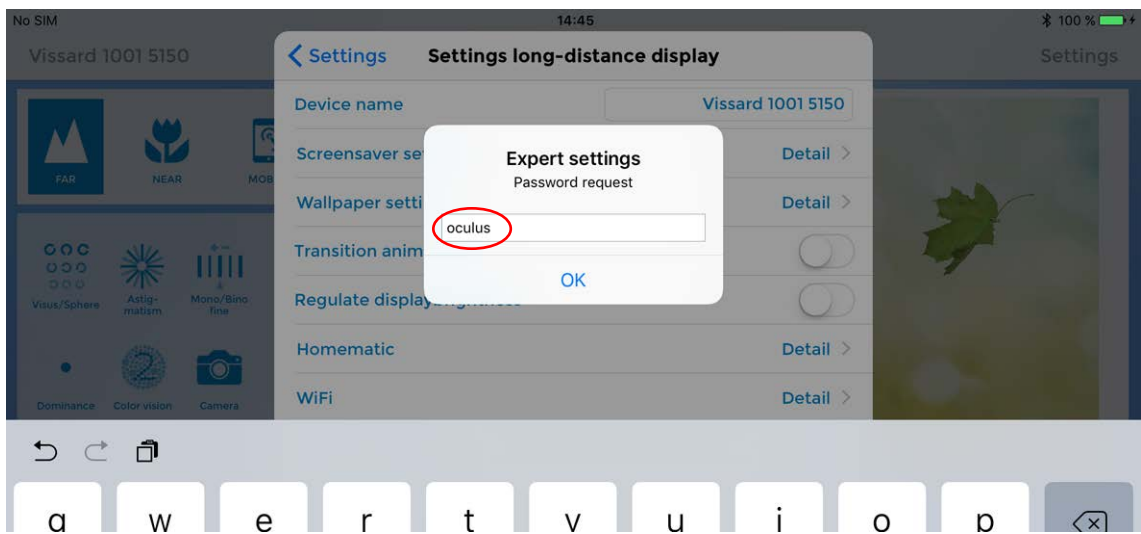 No SIM 14:45 100 %
Vissard 1001 5150
Settings
Settings long-distance display
Settings
Device name Vissard 1001 5150
Screensaver se Detail
Wallpaper setti Detail
Transition anim
Regulate display
Homematic Detail
WiFi Detail
Expert settings
Password request
oculus
OK
FAR NEAR MOB
Visus/Sphere Astig-
matism Mono/Bino
fine
Dominance Color vision Camera
2
q w e r t y u i o p